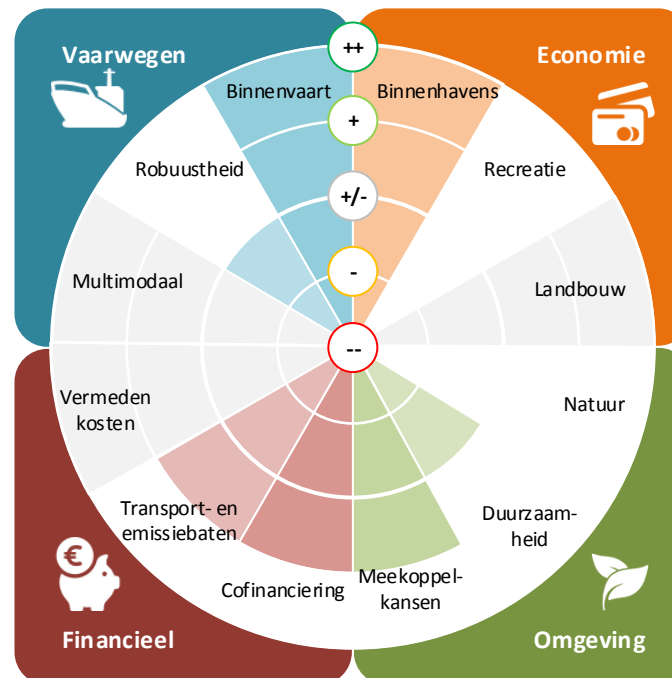 Vaarwegen
++
Economie
Binnenvaart
Binnenhavens
+
Robuustheid
Recreatie
+/-
-
Multimodaal
Landbouw
--
Vermeden
kosten
Natuur
Transport- en
emissiebaten
Duurzaam-
heid
Cofinanciering
Meekoppel-
kansen
€
Financieel
Omgeving